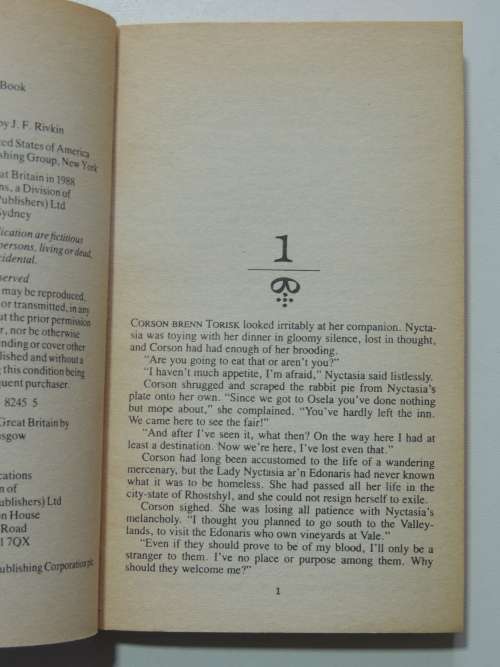 Book
by J. F. Rivkin
ted States of America
shing Group, New York
eat Britain in 1988
ns, a Division of
Publishers) Ltd
Sydney
lication are fictitious
persons, living or dead,
cidental.
served
may be reproduced,
or transmitted, in any
ut the prior permission
r, nor be otherwise
nding or cover other
lished and without a
g this condition being
quent purchaser.
8245 5
Great Britain by
asgow
ications
on of
ublishers) Ltd
on House
Road
1 7QX
ublishing Corporation plc
1
CORSON BRENN TORISK looked irritably at her companion. Nycta-
sia was toying with her dinner in gloomy silence, lost in thought,
and Corson had had enough of her brooding.
"Are you going to eat that or aren't you?"
"I haven't much appetite, I'm afraid," Nyctasia said listlessly.
Corson shrugged and scraped the rabbit pie from Nyctasia's
plate onto her own. "Since we got to Osela you've done nothing
but mope about," she complained. "You've hardly left the inn.
We came here to see the fair!"
"And after I've seen it, what then? On the way here I had at
least a destination. Now we're here, I've lost even that."
Corson had long been accustomed to the life of a wandering
mercenary, but the Lady Nyctasia ar'n Edonaris had never known
what it was to be homeless. She had passed all her life in the
city-state of Rhostshyl, and she could not resign herself to exile.
Corson sighed. She was losing all patience with Nyctasia's
melancholy. "I thought you planned to go south to the Valley-
lands, to visit the Edonaris who own vineyards at Vale."
"Even if they should prove to be of my blood, I'll only be a
stranger to them. I've no place or purpose among them. Why
should they welcome me?"
1